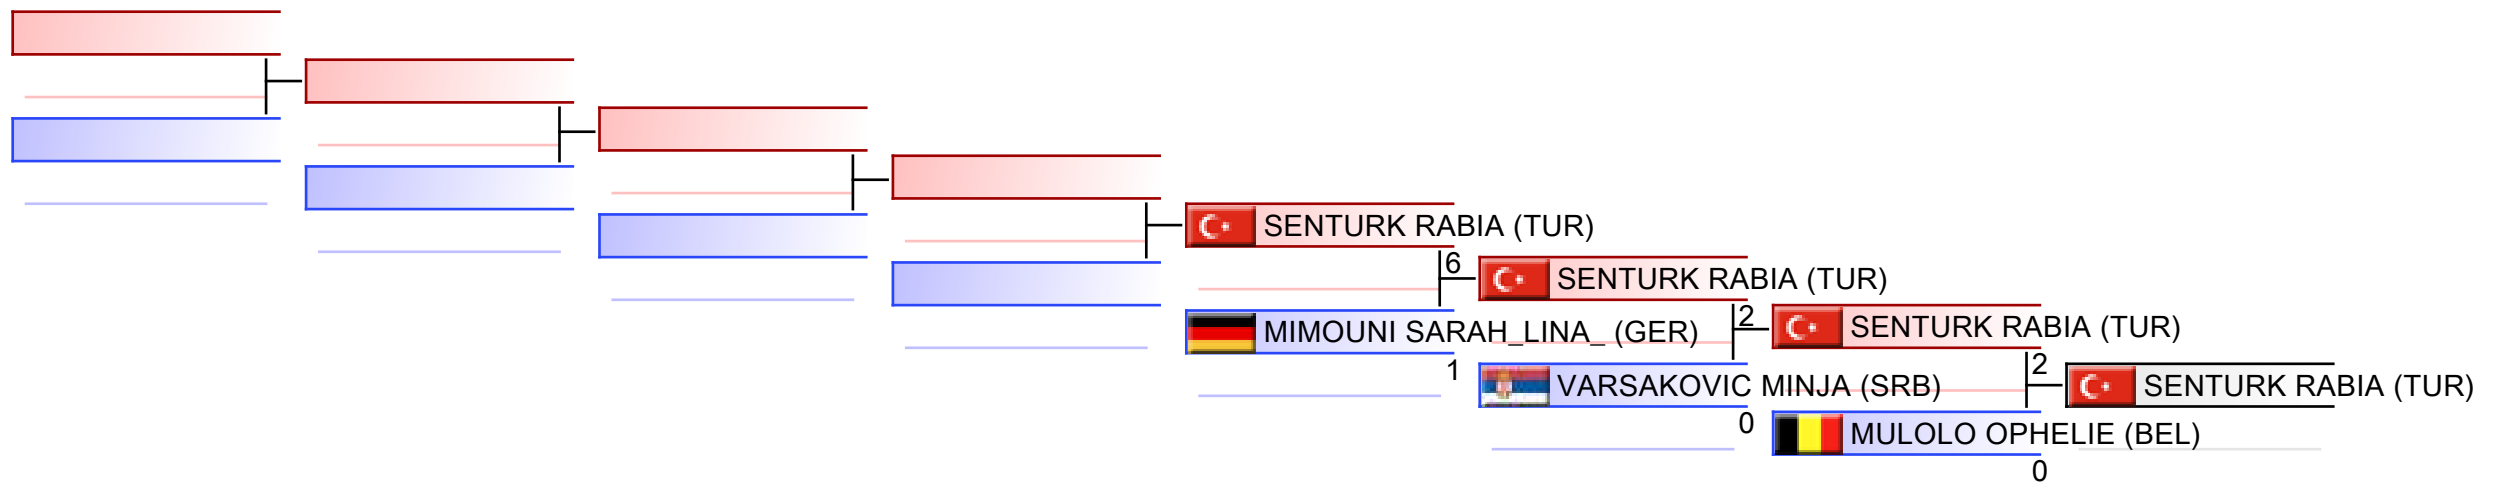 SENTURK RABIA (TUR)
6
SENTURK RABIA (TUR)
MIMOUNI SARAH_LINA_ (GER)
1
2
SENTURK RABIA (TUR)
VARSAKOVIC MINJA (SRB)
0
2
SENTURK RABIA (TUR)
MULOLO OPHELIE (BEL)
0